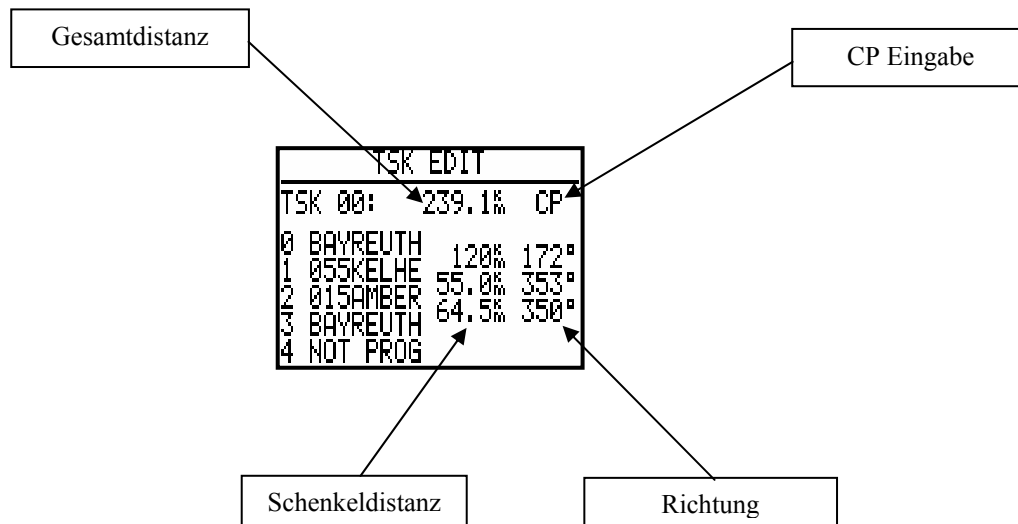 Gesamtdistanz
CP Eingabe
TSK EDIT
TSK 00: 239.1km CP
0 BAYREUTH
120km 172°
1 055KELHE
55.0km 353°
2 015AMBER
64.5km 350°
3 BAYREUTH
4 NOT PROG
Schenkeldistanz
Richtung